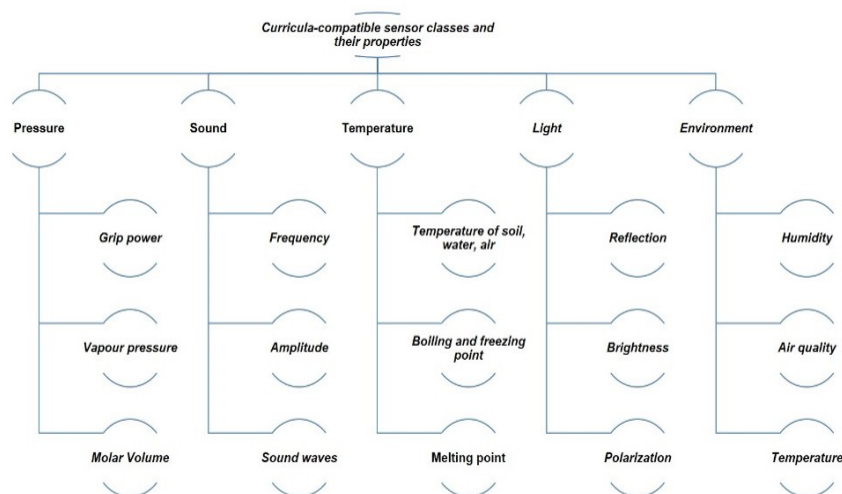 Curricula-compatible sensor classes and
their properties
Pressure
Sound
Temperature
Light
Environment
Grip power
Frequency
Temperature of soil,
water, air
Reflection
Humidity
Vapour pressure
Amplitude
Boiling and freezing
point
Brightness
Air quality
Molar Volume
Sound waves
Melting point
Polarization
Temperature